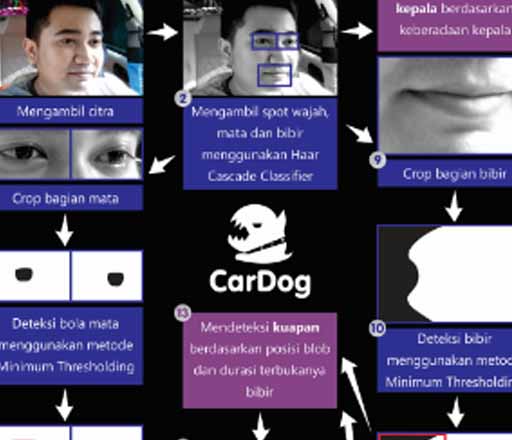 kepala berdasarkan
keberadaan kepala
Mengambil citra
2
Mengambil spot wajah,
mata dan bibir
menggunakan Haar
Cascade Classifier
9
Crop bagian bibir
Crop bagian mata
CarDog
13
Mendeteksi kuapan
berdasarkan posisi blob
dan durasi terbukanya
bibir
Deteksi bola mata
menggunakan metode
Minimum Thresholding
10
Deteksi bibir
menggunakan metode
Minimum Thresholding